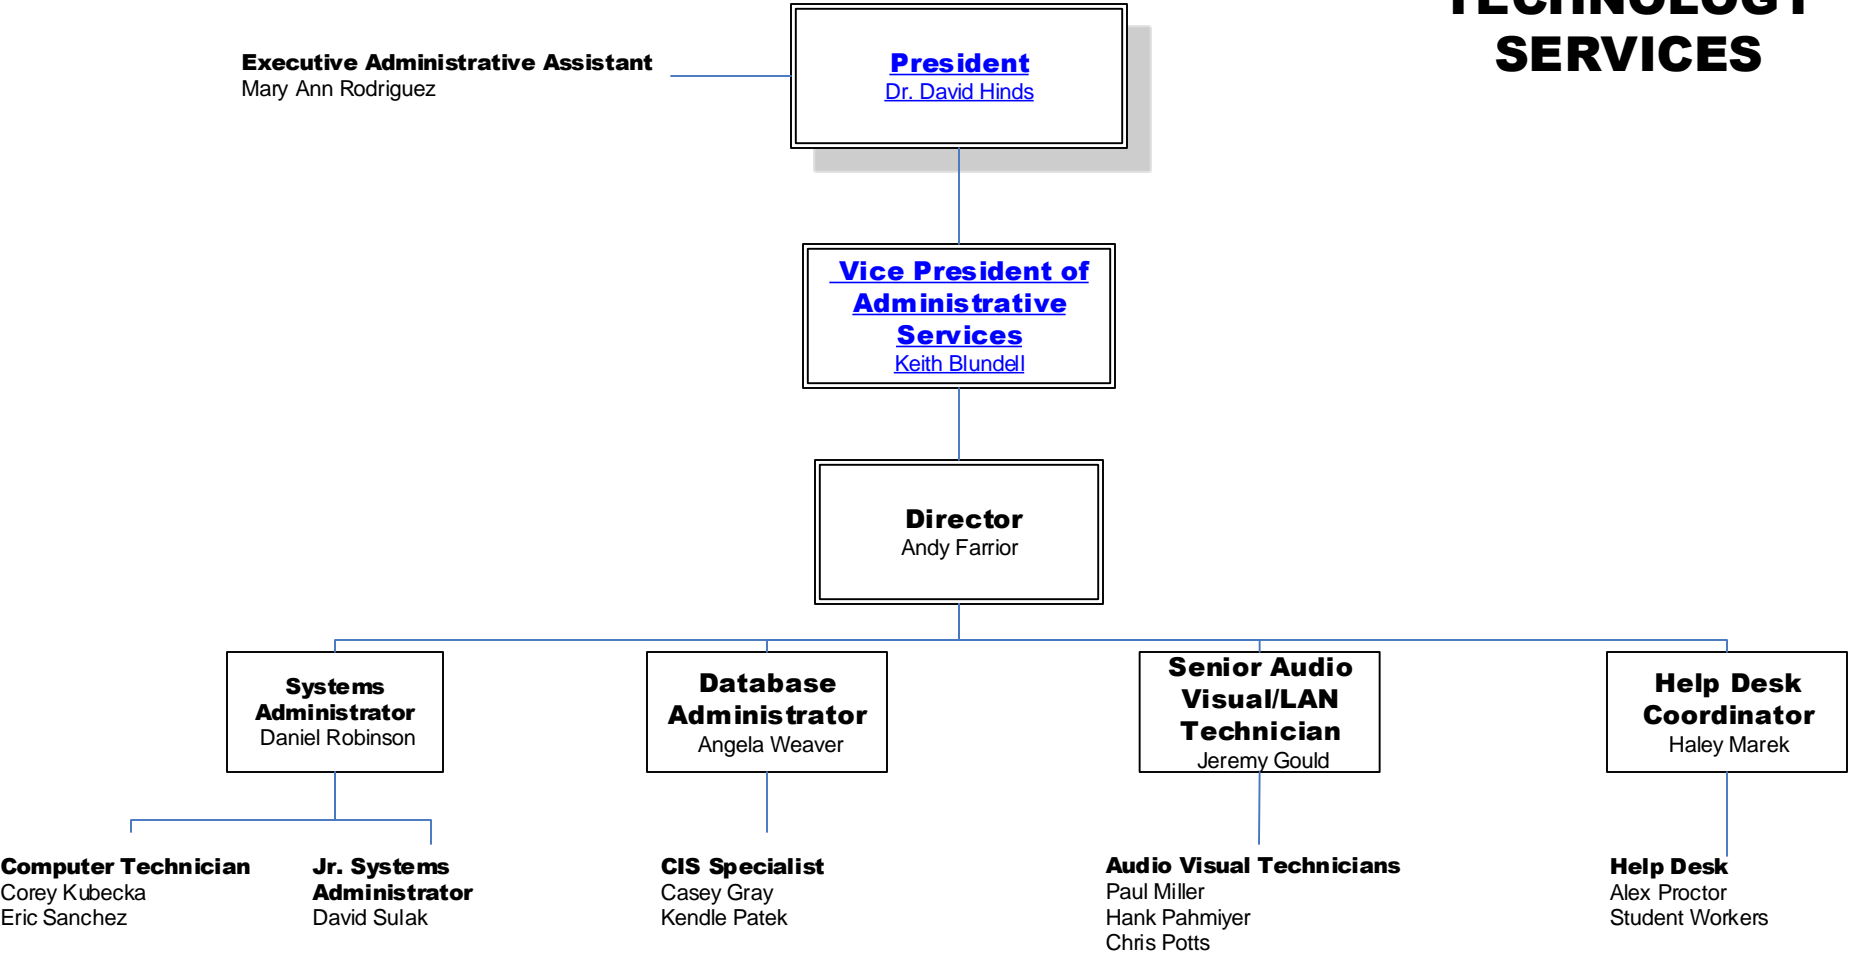 TECHNOLOGY
SERVICES
Executive Administrative Assistant
Mary Ann Rodriguez
President
Dr. David Hinds
Vice President of
Administrative
Services
Keith Blundell
Director
Andy Farrior
Systems
Administrator
Daniel Robinson
Database
Administrator
Angela Weaver
Senior Audio
Visual/LAN
Technician
Jeremy Gould
Help Desk
Coordinator
Haley Marek
Computer Technician
Corey Kubecka
Eric Sanchez
Jr. Systems
Administrator
David Sulak
CIS Specialist
Casey Gray
Kendle Patek
Audio Visual Technicians
Paul Miller
Hank Pahmiyer
Chris Potts
Help Desk
Alex Proctor
Student Workers